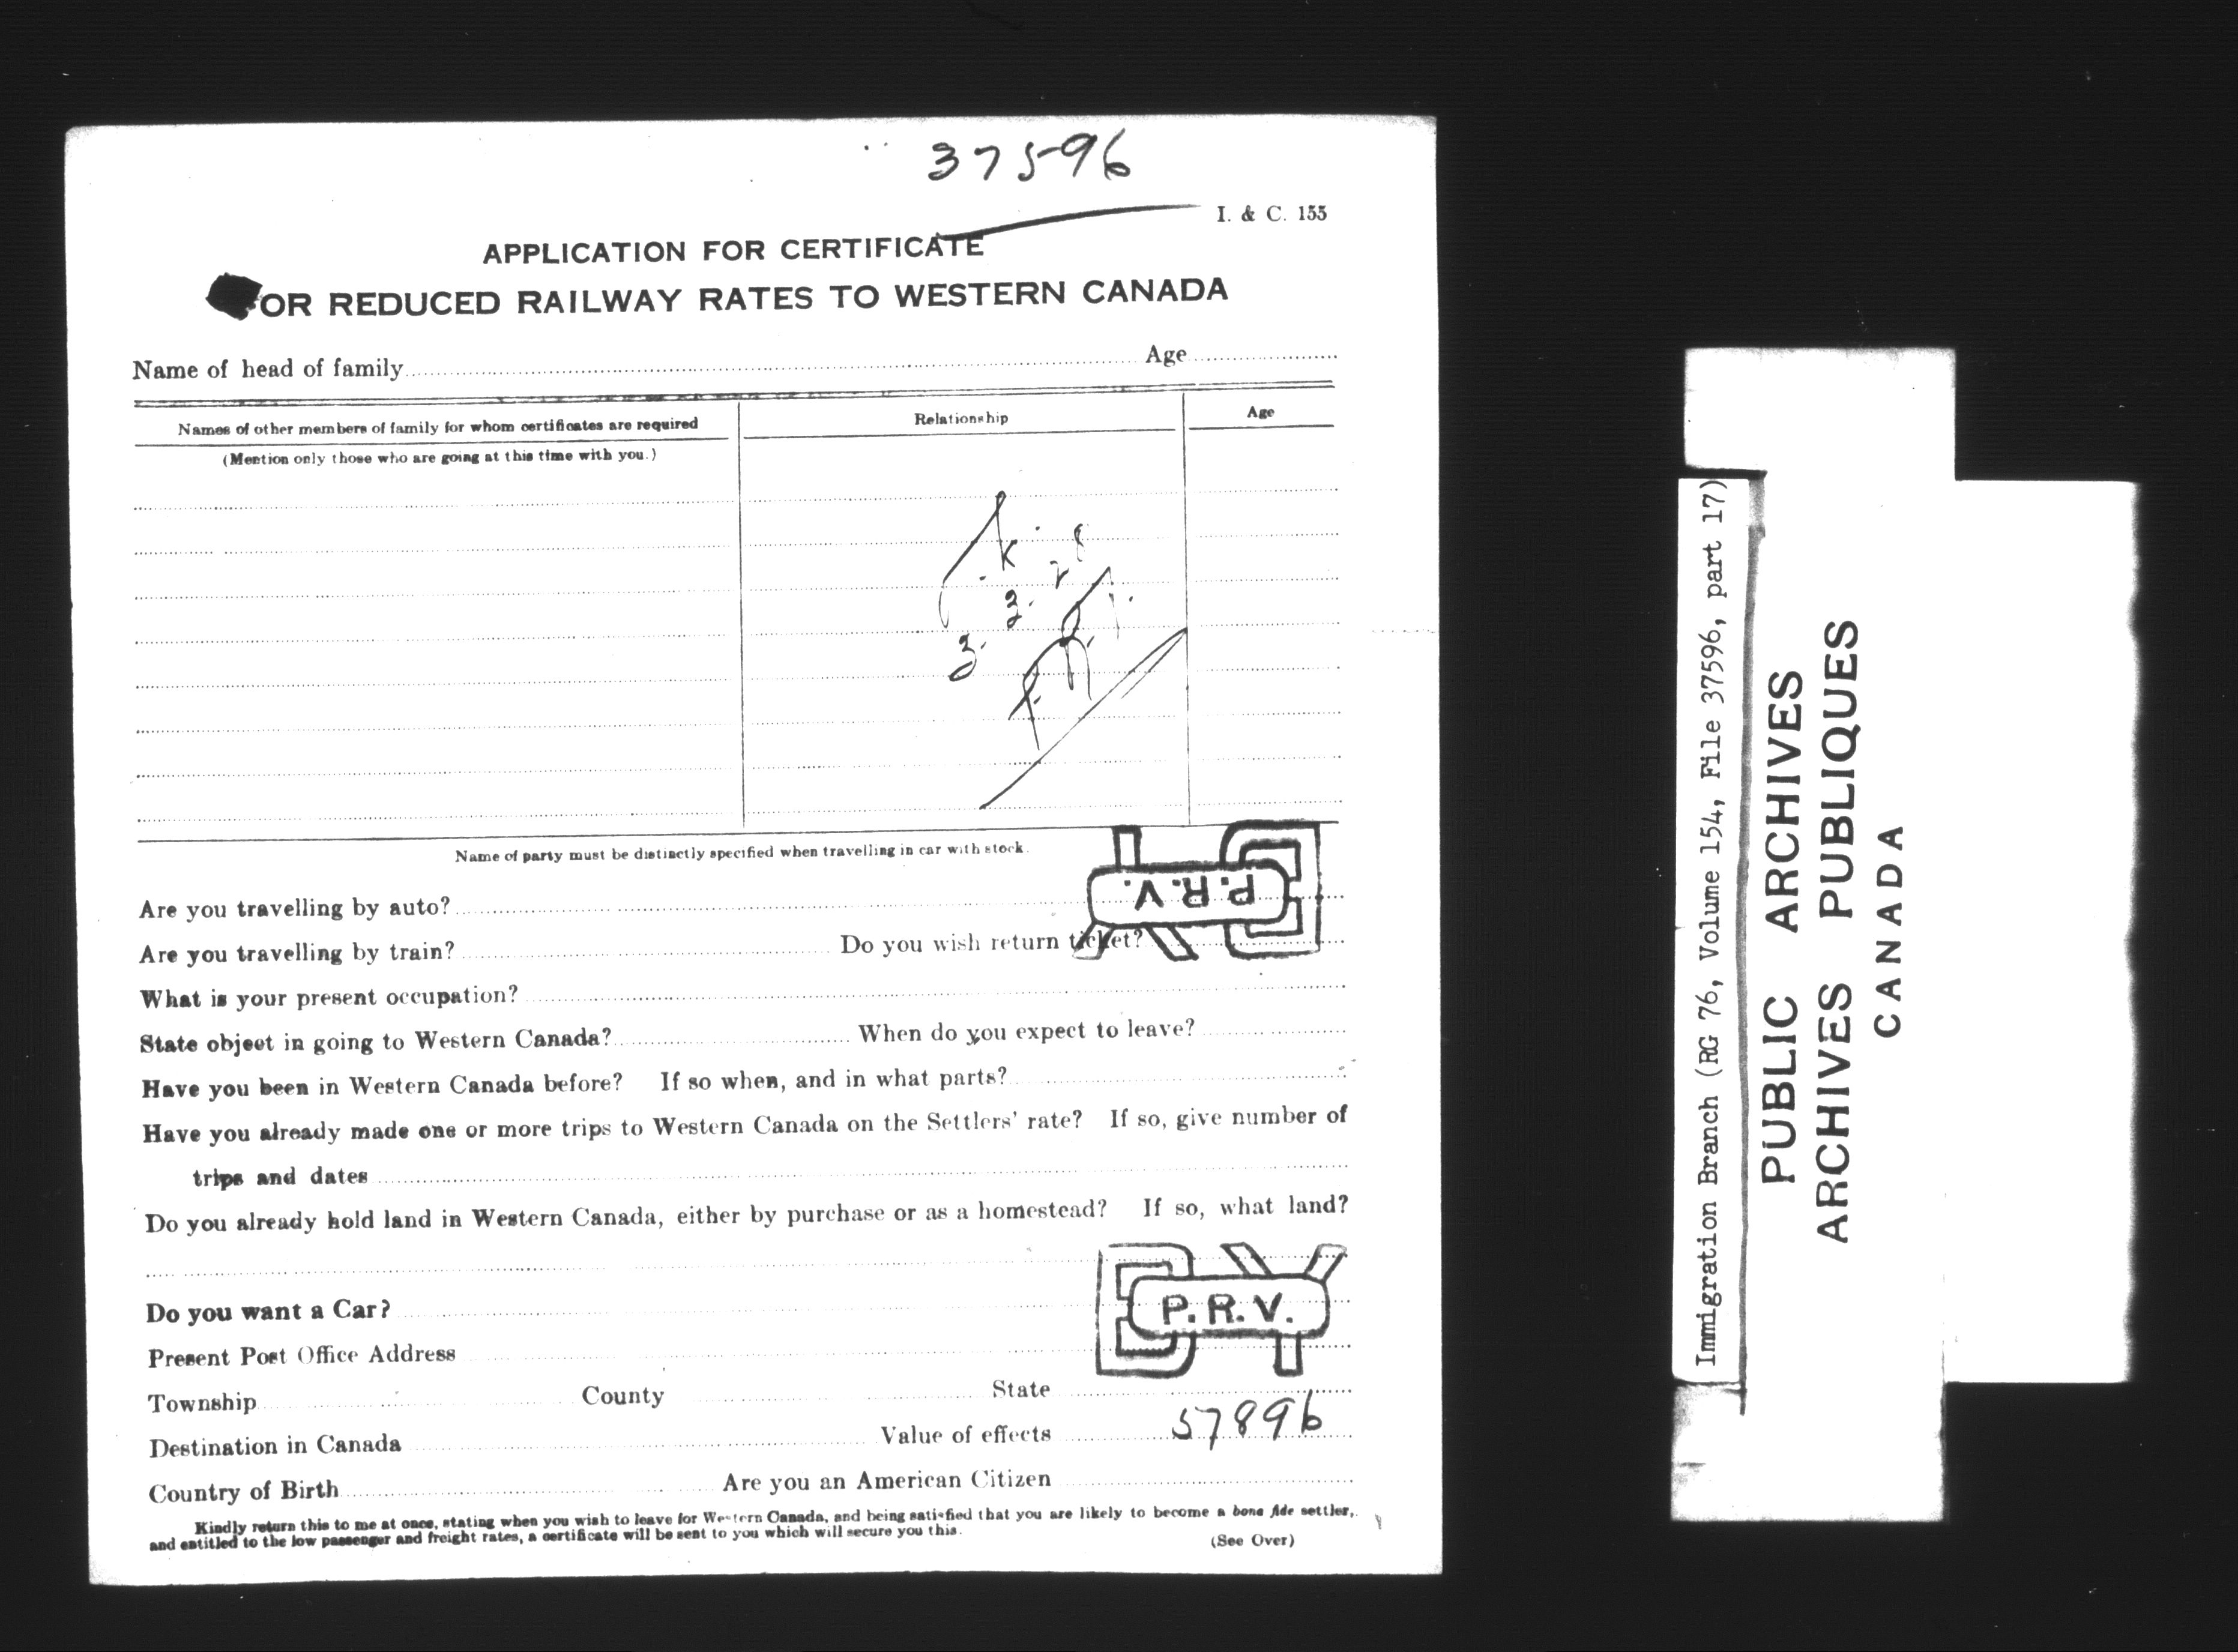 37596
I. & C. 155
APPLICATION FOR CERTIFICATE
OR REDUCED RAILWAY RATES TO WESTERN CANADA
Name of head of family Age
Names of other members of family for whom certificates are required Relationship Age
(Mention only those who are going at this time with you.)
Name of party must be distinctly specified when travelling in car with stock.
P.R.V.
Are you travelling by auto?
Are you travelling by train? Do you wish return ticket?
What is your present occupation?
State object in going to Western Canada? When do you expect to leave?
Have you been in Western Canada before? If so when, and in what parts?
Have you already made one or more trips to Western Canada on the Settlers' rate? If so, give number of
trips and dates
Do you already hold land in Western Canada, either by purchase or as a homestead? If so, what land?
Do you want a Car?
P.R.V.
Present Post Office Address
Township County State
57896
Destination in Canada Value of effects
Country of Birth Are you an American Citizen
Kindly return this to me at once, stating when you wish to leave for Western Canada, and being satisfied that you are likely to become a bona fide settler,
and entitled to the low passenger and freight rates, a certificate will be sent to you which will secure you this.
(See Over)
Immigration Branch (RG 76, Volume 154, File 37596, part 17)
PUBLIC ARCHIVES
ARCHIVES PUBLIQUES
CANADA